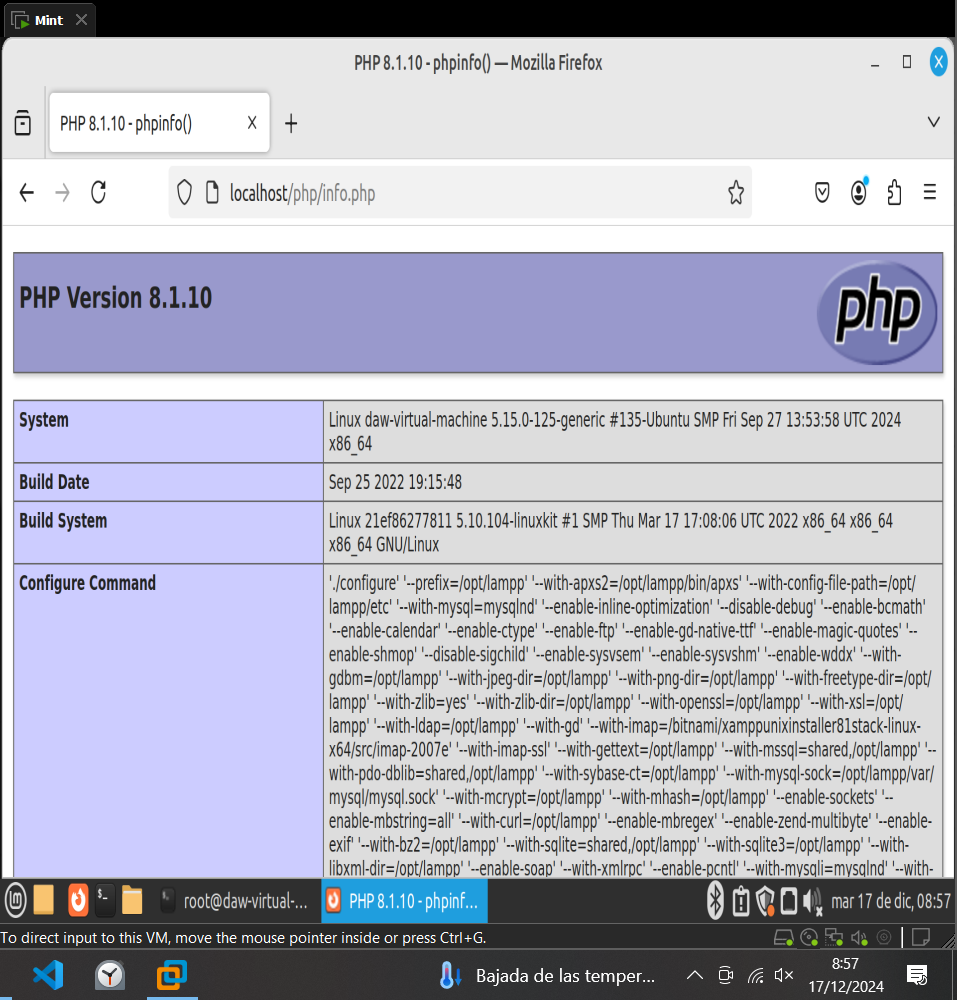 Mint
PHP 8.1.10 - phpinfo() — Mozilla Firefox
PHP 8.1.10 - phpinfo()
localhost/php/info.php
PHP Version 8.1.10
php
System
Linux daw-virtual-machine 5.15.0-125-generic #135-Ubuntu SMP Fri Sep 27 13:53:58 UTC 2024
x86_64
Build Date
Sep 25 2022 19:15:48
Build System
Linux 21ef86277811 5.10.104-linuxkit #1 SMP Thu Mar 17 17:08:06 UTC 2022 x86_64 x86_64
x86_64 GNU/Linux
Configure Command
'./configure' '--prefix=/opt/lampp' '--with-apxs2=/opt/lampp/bin/apxs' '--with-config-file-path=/opt/
lampp/etc' '--with-mysql=mysqlnd' '--enable-inline-optimization' '--disable-debug' '--enable-bcmath'
'--enable-calendar' '--enable-ctype' '--enable-ftp' '--enable-gd-native-ttf' '--enable-magic-quotes' '--
enable-shmop' '--disable-sigchild' '--enable-sysvsem' '--enable-sysvshm' '--enable-wddx' '--with-
gdbm=/opt/lampp' '--with-jpeg-dir=/opt/lampp' '--with-png-dir=/opt/lampp' '--with-freetype-dir=/opt/
lampp' '--with-zlib=yes' '--with-zlib-dir=/opt/lampp' '--with-openssl=/opt/lampp' '--with-xsl=/opt/
lampp' '--with-ldap=/opt/lampp' '--with-gd' '--with-imap=/bitnami/xamppunixinstaller81stack-linux-
x64/src/imap-2007e' '--with-imap-ssl' '--with-gettext=/opt/lampp' '--with-mssql=shared,/opt/lampp' '--
with-pdo-dblib=shared,/opt/lampp' '--with-sybase-ct=/opt/lampp' '--with-mysql-sock=/opt/lampp/var/
mysql/mysql.sock' '--with-mcrypt=/opt/lampp' '--with-mhash=/opt/lampp' '--enable-sockets' '--
enable-mbstring=all' '--with-curl=/opt/lampp' '--enable-mbregex' '--enable-zend-multibyte' '--enable-
exif' '--with-bz2=/opt/lampp' '--with-sqlite=shared,/opt/lampp' '--with-sqlite3=/opt/lampp' '--with-
libxml-dir=/opt/lampp' '--enable-soap' '--with-xmlrpc' '--enable-pcntl' '--with-mysqli=mysqlnd' '--with-
root@daw-virtual-...
PHP 8.1.10 - phpinf...
mar 17 de dic, 08:57
To direct input to this VM, move the mouse pointer inside or press Ctrl+G.
Bajada de las temper...
8:57
17/12/2024